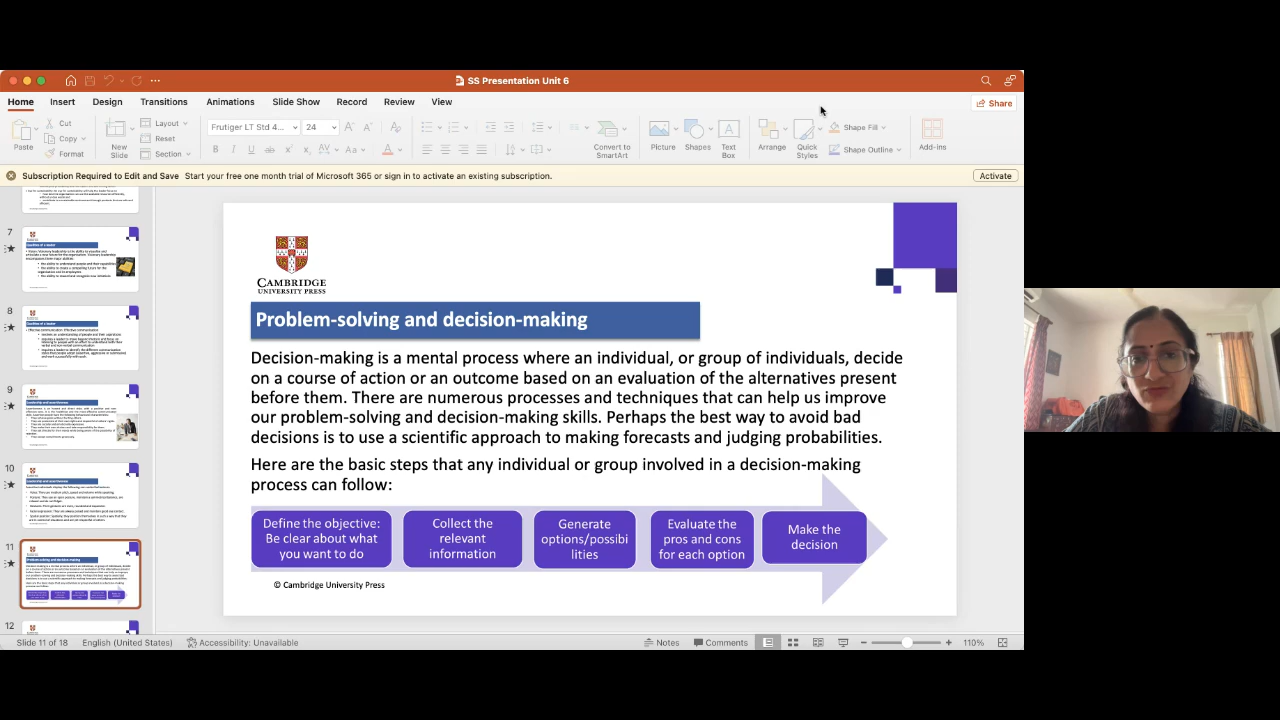 SS Presentation Unit 6
Home Insert Design Transitions Animations Slide Show Record Review View
Share
Paste
Cut
Copy
Format
New Slide
Layout
Reset
Section
Frutiger LT Std 4... 24
Convert to SmartArt
Picture
Shapes
Text Box
Arrange
Quick Styles
Shape Fill
Shape Outline
Add-ins
Subscription Required to Edit and Save Start your free one month trial of Microsoft 365 or sign in to activate an existing subscription.
Activate
7
8
9
10
11
12
CAMBRIDGE
UNIVERSITY PRESS
Problem-solving and decision-making
Decision-making is a mental process where an individual, or group of individuals, decide
on a course of action or an outcome based on an evaluation of the alternatives present
before them. There are numerous processes and techniques that can help us improve
our problem-solving and decision-making skills. Perhaps the best way to avoid bad
decisions is to use a scientific approach to making forecasts and judging probabilities.
Here are the basic steps that any individual or group involved in a decision-making
process can follow:
Define the objective:
Be clear about what
you want to do
Collect the
relevant
information
Generate
options/possibi
lities
Evaluate the
pros and cons
for each option
Make the
decision
©Cambridge University Press
Slide 11 of 18 English (United States) Accessibility: Unavailable
Notes Comments 110%